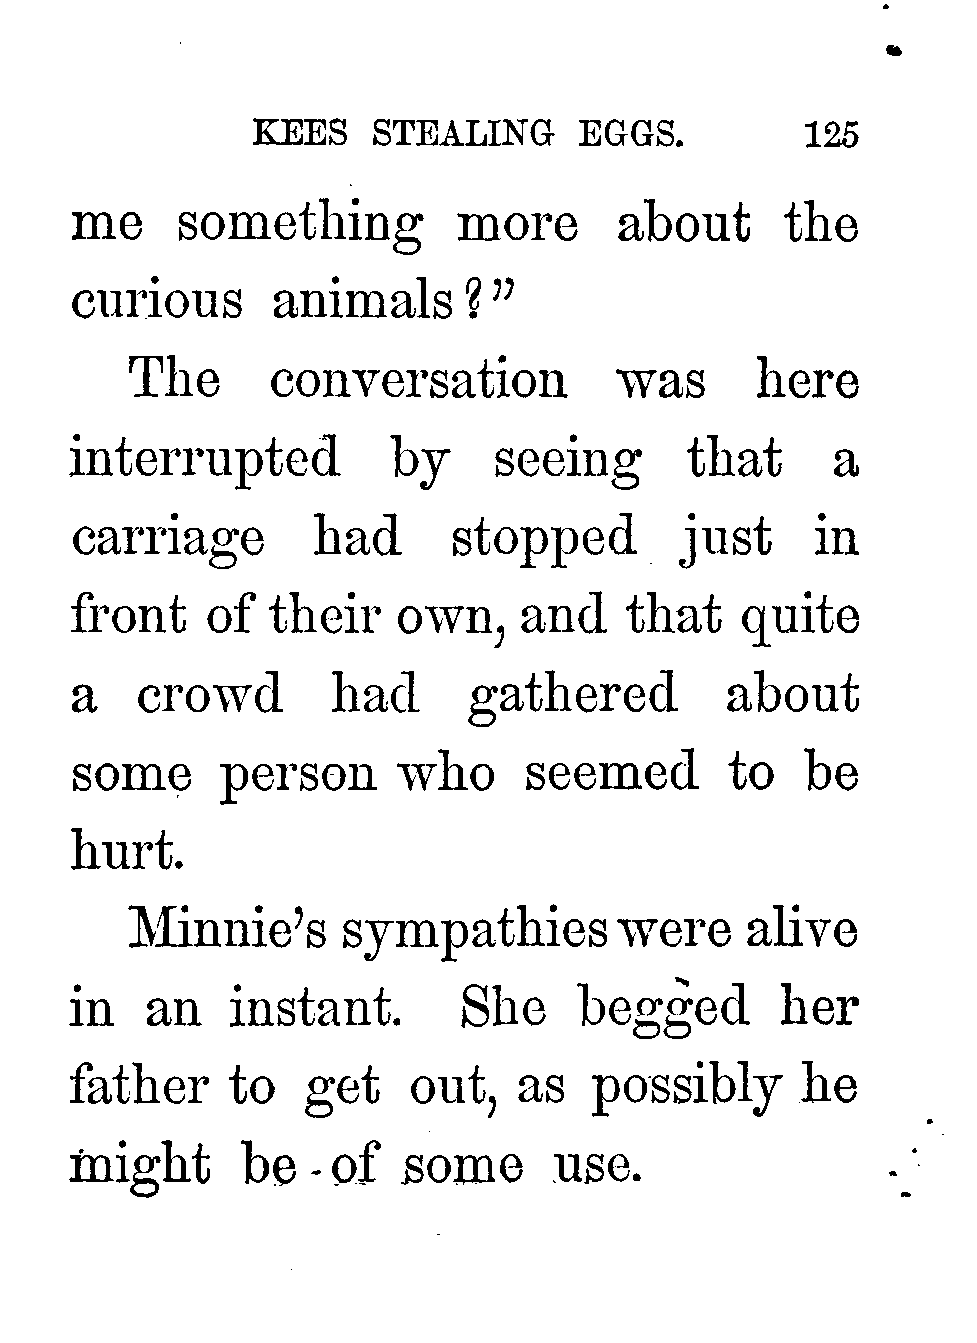 KEES STEALING EGGS. 125
me something more about the
curious animals?"
The conversation was here
interrupted by seeing that a
carriage had stopped just in
front of their own, and that quite
a crowd had gathered about
some person who seemed to be
hurt.
Minnie's sympathies were alive
in an instant. She begged her
father to get out, as possibly he
might be of some use.